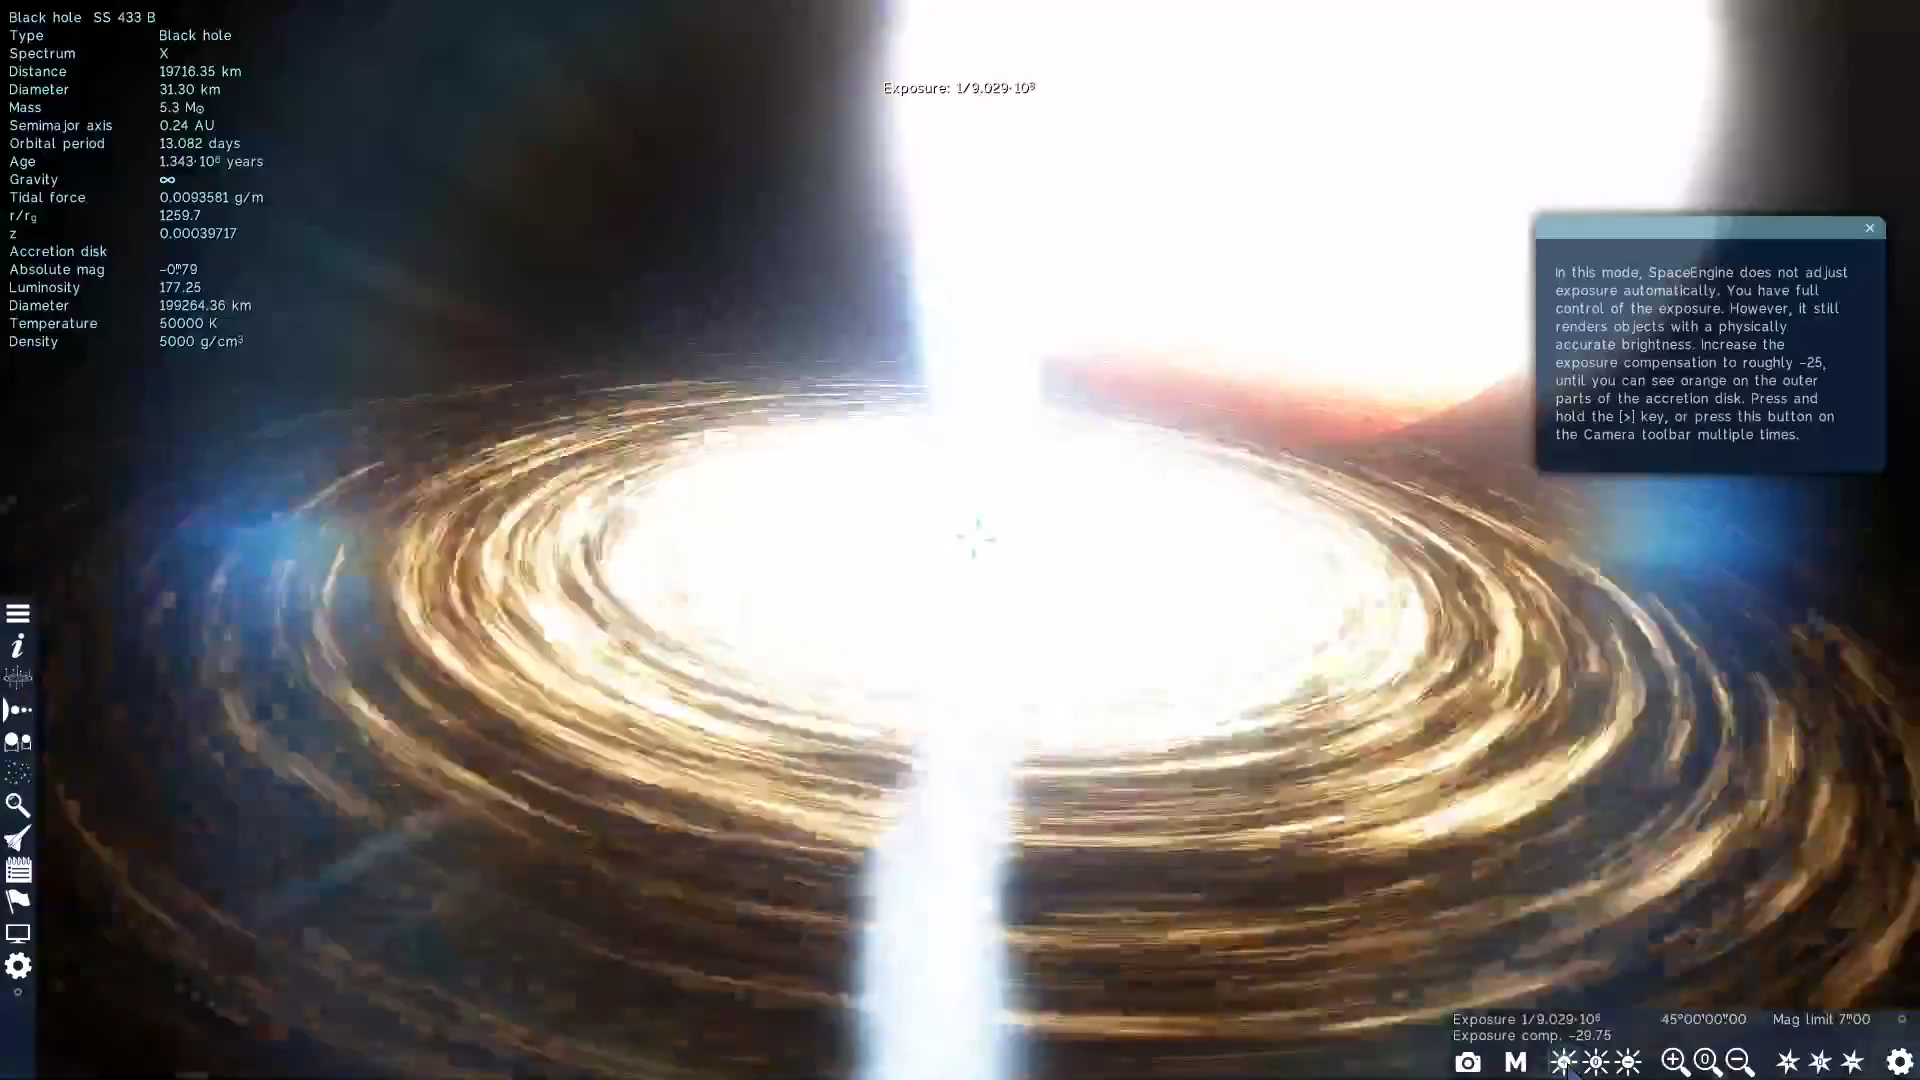 Black hole SS 433 B
Type Black hole
Spectrum X
Distance 19716.35 km
Diameter 31.30 km
Mass 5.3 M☉
Semimajor axis 0.24 AU
Orbital period 13.082 days
Age 1.343·10⁶ years
Gravity ∞
Tidal force 0.0093581 g/m
r/rg 1259.7
z 0.00039717
Accretion disk
Absolute mag −0ᵐ79
Luminosity 177.25
Diameter 199264.36 km
Temperature 50000 K
Density 5000 g/cm³
Exposure: 1/9.029·10⁸
In this mode, SpaceEngine does not adjust
exposure automatically. You have full
control of the exposure. However, it still
renders objects with a physically
accurate brightness. Increase the
exposure compensation to roughly −25,
until you can see orange on the outer
parts of the accretion disk. Press and
hold the [>] key, or press this button on
the Camera toolbar multiple times.
Exposure 1/9.029·10⁸ 45°00'00"00 Mag limit 7ᵐ00
Exposure comp. −29.75
M
0